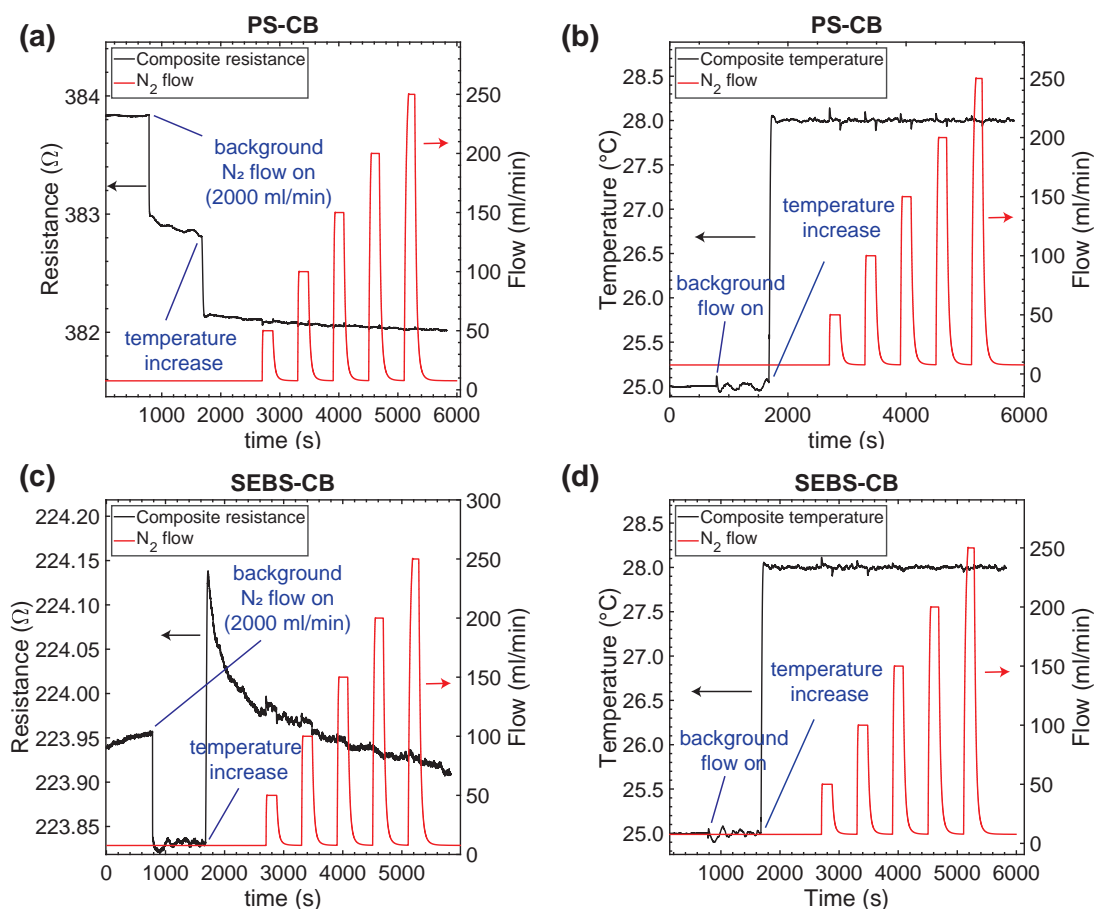 (a)
PS-CB
Composite resistance
N₂ flow
384
383
382
Resistance (Ω)
background
N₂ flow on
(2000 ml/min)
temperature
increase
250
200
150
100
50
0
Flow (ml/min)
1000 2000 3000 4000 5000 6000
time (s)
(b)
PS-CB
Composite temperature
N₂ flow
28.5
28.0
27.5
27.0
26.5
26.0
25.5
25.0
Temperature (°C)
temperature
increase
background
flow on
250
200
150
100
50
0
Flow (ml/min)
0 2000 4000 6000
time (s)
(c)
SEBS-CB
Composite resistance
N₂ flow
224.20
224.15
224.10
224.05
224.00
223.95
223.90
223.85
Resistance (Ω)
background
N₂ flow on
(2000 ml/min)
temperature
increase
300
250
200
150
100
50
0
Flow (ml/min)
0 1000 2000 3000 4000 5000
time (s)
(d)
SEBS-CB
Composite temperature
N₂ flow
28.5
28.0
27.5
27.0
26.5
26.0
25.5
25.0
Temperature (°C)
temperature
increase
background
flow on
250
200
150
100
50
0
Flow (ml/min)
1000 2000 3000 4000 5000 6000
Time (s)